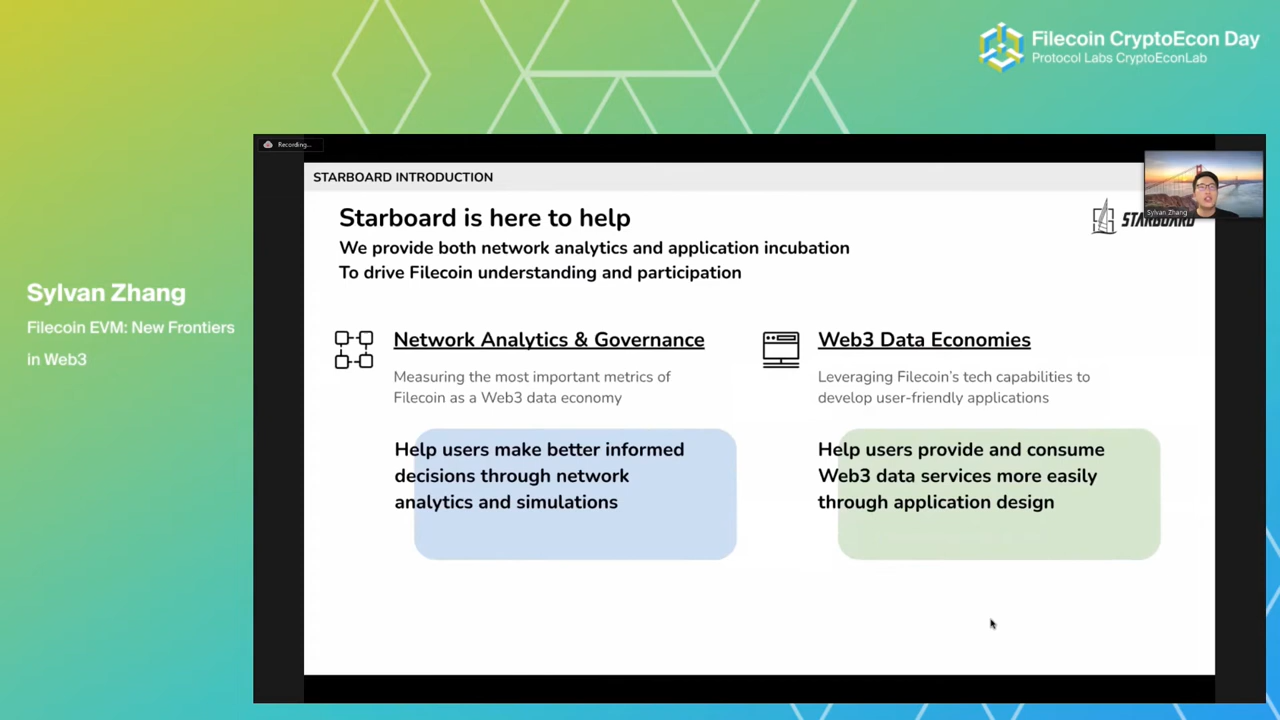 Filecoin CryptoEcon Day
Protocol Labs CryptoEconLab
Recording...
STARBOARD INTRODUCTION
Sylvan Zhang
STARBOARD
Starboard is here to help
We provide both network analytics and application incubation
To drive Filecoin understanding and participation
Sylvan Zhang
Filecoin EVM: New Frontiers
in Web3
Network Analytics & Governance
Measuring the most important metrics of
Filecoin as a Web3 data economy
Help users make better informed
decisions through network
analytics and simulations
Web3 Data Economies
Leveraging Filecoin's tech capabilities to
develop user-friendly applications
Help users provide and consume
Web3 data services more easily
through application design